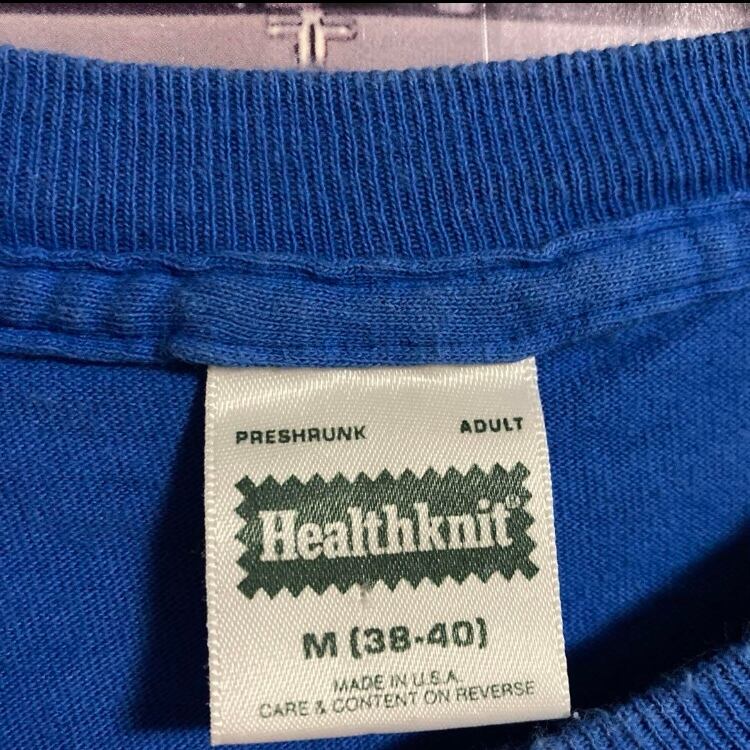 PRESHRUNK ADULT
Healthknit
M (38-40)
MADE IN U.S.A.
CARE & CONTENT ON REVERSE